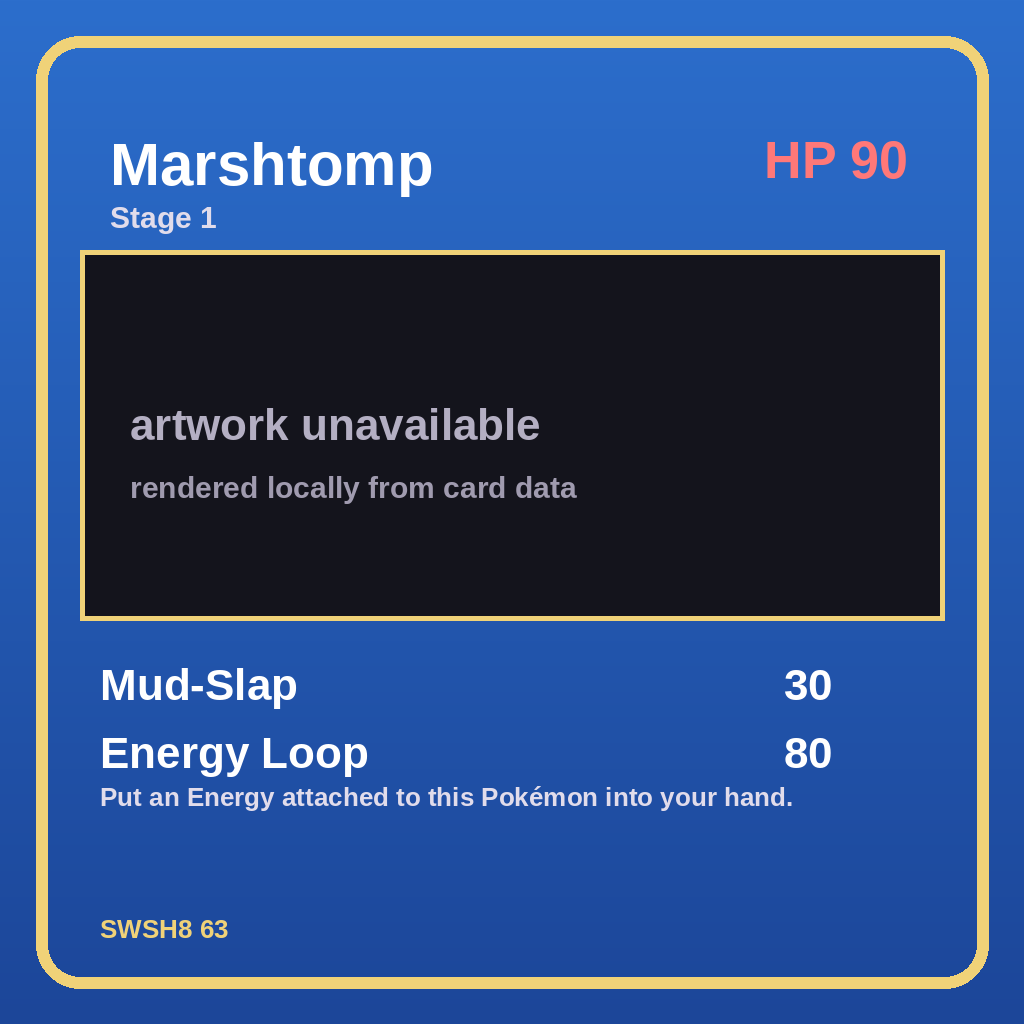 Marshtomp
HP 90
Stage 1
artwork unavailable
rendered locally from card data
Mud-Slap 30
Energy Loop 80
Put an Energy attached to this Pokémon into your hand.
SWSH8 63